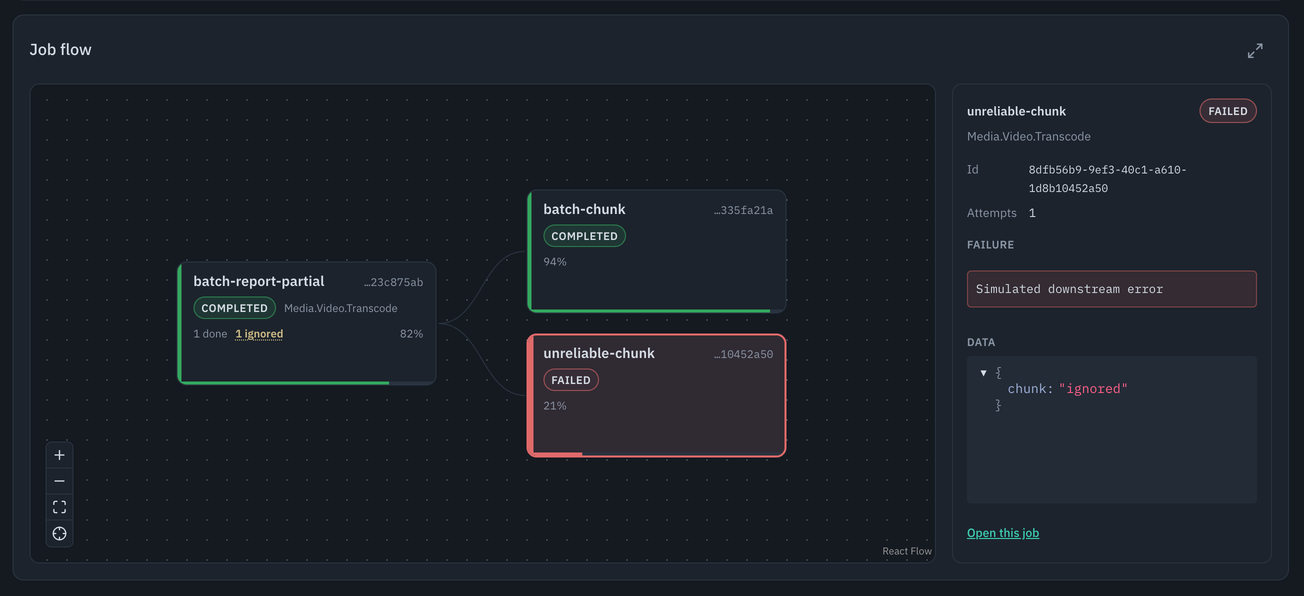 Job flow
batch-report-partial …23c875ab
COMPLETED Media.Video.Transcode
1 done 1 ignored 82%
batch-chunk …335fa21a
COMPLETED
94%
unreliable-chunk …10452a50
FAILED
21%
React Flow
unreliable-chunk FAILED
Media.Video.Transcode
Id 8dfb56b9-9ef3-40c1-a610-
1d8b10452a50
Attempts 1
FAILURE
Simulated downstream error
DATA
▼ {
chunk: "ignored"
}
Open this job